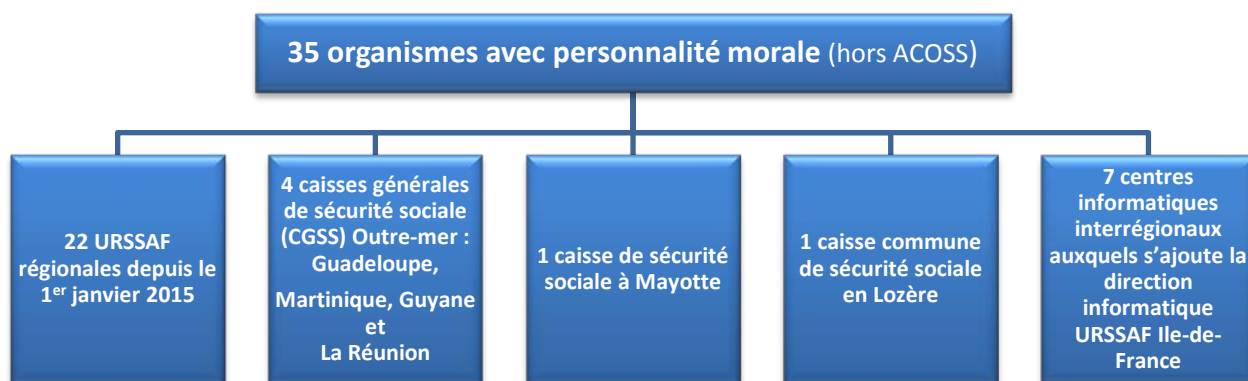 35 organismes avec personnalité morale (hors ACOSS)
22 URSSAF
régionales depuis le
1er janvier 2015
4 caisses générales
de sécurité sociale
(CGSS) Outre-mer :
Guadeloupe,
Martinique, Guyane
et
La Réunion
1 caisse de sécurité
sociale à Mayotte
1 caisse commune
de sécurité sociale
en Lozère
7 centres
informatiques
interrégionaux
auxquels s’ajoute la
direction
informatique
URSSAF Ile-de-
France